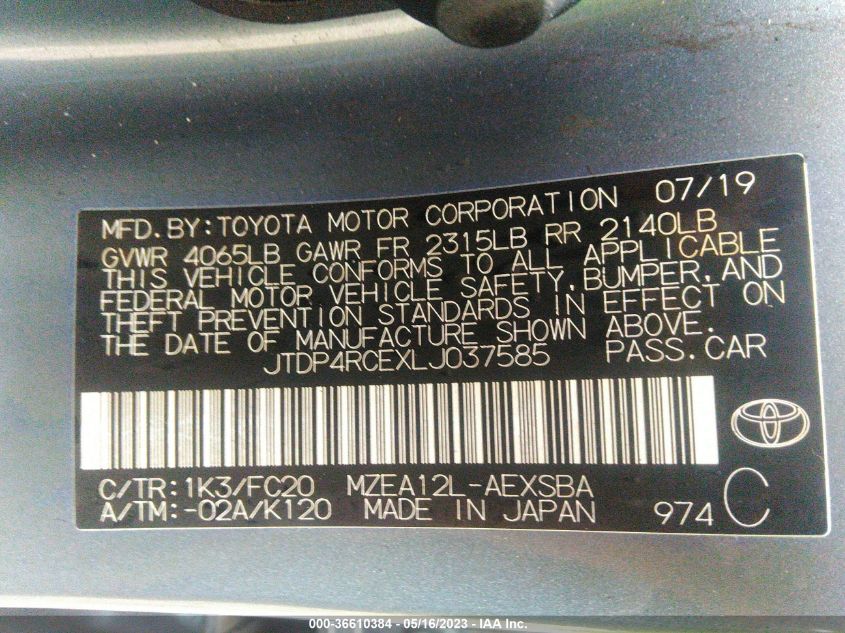 MFD. BY: TOYOTA MOTOR CORPORATION 07/19
GVWR 4065LB GAWR FR 2315LB RR 2140LB
THIS VEHICLE CONFORMS TO ALL APPLICABLE
FEDERAL MOTOR VEHICLE SAFETY, BUMPER, AND
THEFT PREVENTION STANDARDS IN EFFECT ON
THE DATE OF MANUFACTURE SHOWN ABOVE.
JTDP4RCEXLJ037585 PASS. CAR
C/TR: 1K3/FC20 MZEA12L-AEXSBA
A/TM: -02A/K120 MADE IN JAPAN 974 C
000-36610384 - 05/16/2023 - IAA Inc.